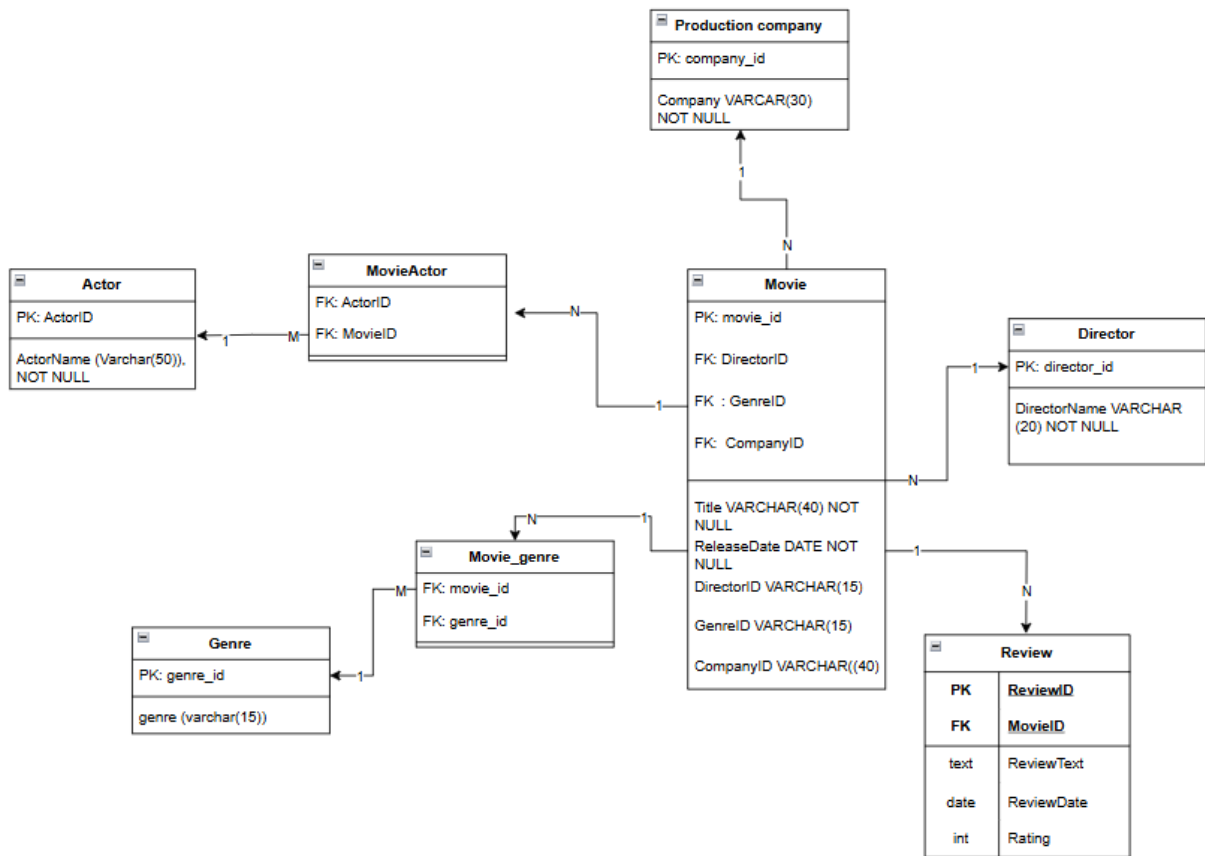 Production company
PK: company_id
Company VARCAR(30)
NOT NULL
1
N
Actor
PK: ActorID
ActorName (Varchar(50)),
NOT NULL
1
M
MovieActor
FK: ActorID
FK: MovieID
N
1
Movie
PK: movie_id
FK: DirectorID
FK : GenreID
FK: CompanyID
Title VARCHAR(40) NOT
NULL
ReleaseDate DATE NOT
NULL
DirectorID VARCHAR(15)
GenreID VARCHAR(15)
CompanyID VARCHAR((40)
N
1
Director
PK: director_id
DirectorName VARCHAR
(20) NOT NULL
N
1
Movie_genre
FK: movie_id
FK: genre_id
M
1
Genre
PK: genre_id
genre (varchar(15))
1
N
Review
PK ReviewID
FK MovieID
text ReviewText
date ReviewDate
int Rating